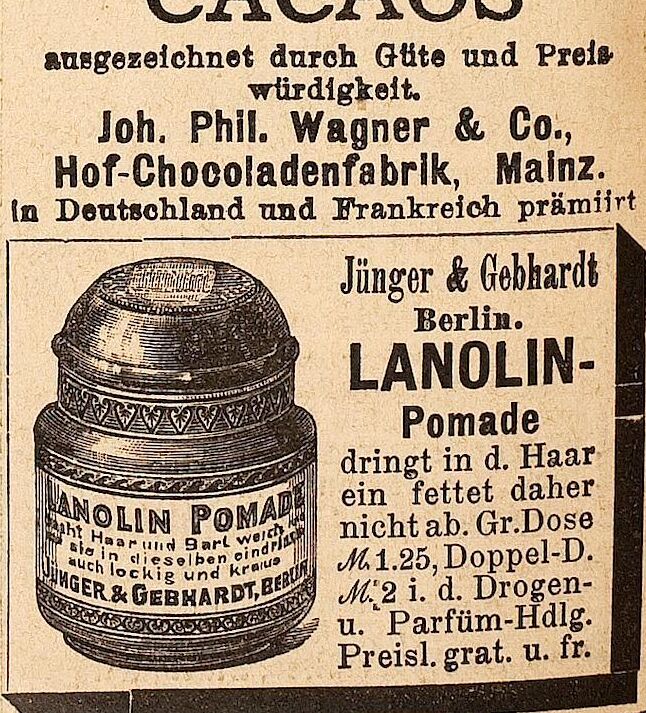 CACAOS
ausgezeichnet durch Güte und Preis-
würdigkeit.
Joh. Phil. Wagner & Co.,
Hof-Chocoladenfabrik, Mainz.
in Deutschland und Frankreich prämiirt
Jünger & Gebhardt
Berlin.
LANOLIN-
Pomade
dringt in d. Haar
ein fettet daher
nicht ab. Gr. Dose
M. 1.25, Doppel-D.
M. 2 i. d. Drogen-
u. Parfüm-Hdlg.
Preisl. grat. u. fr.
LANOLIN POMADE
macht Haar und Bart weich
sie in dieselben eindringt
auch lockig und kraus
JÜNGER & GEBHARDT, BERLIN